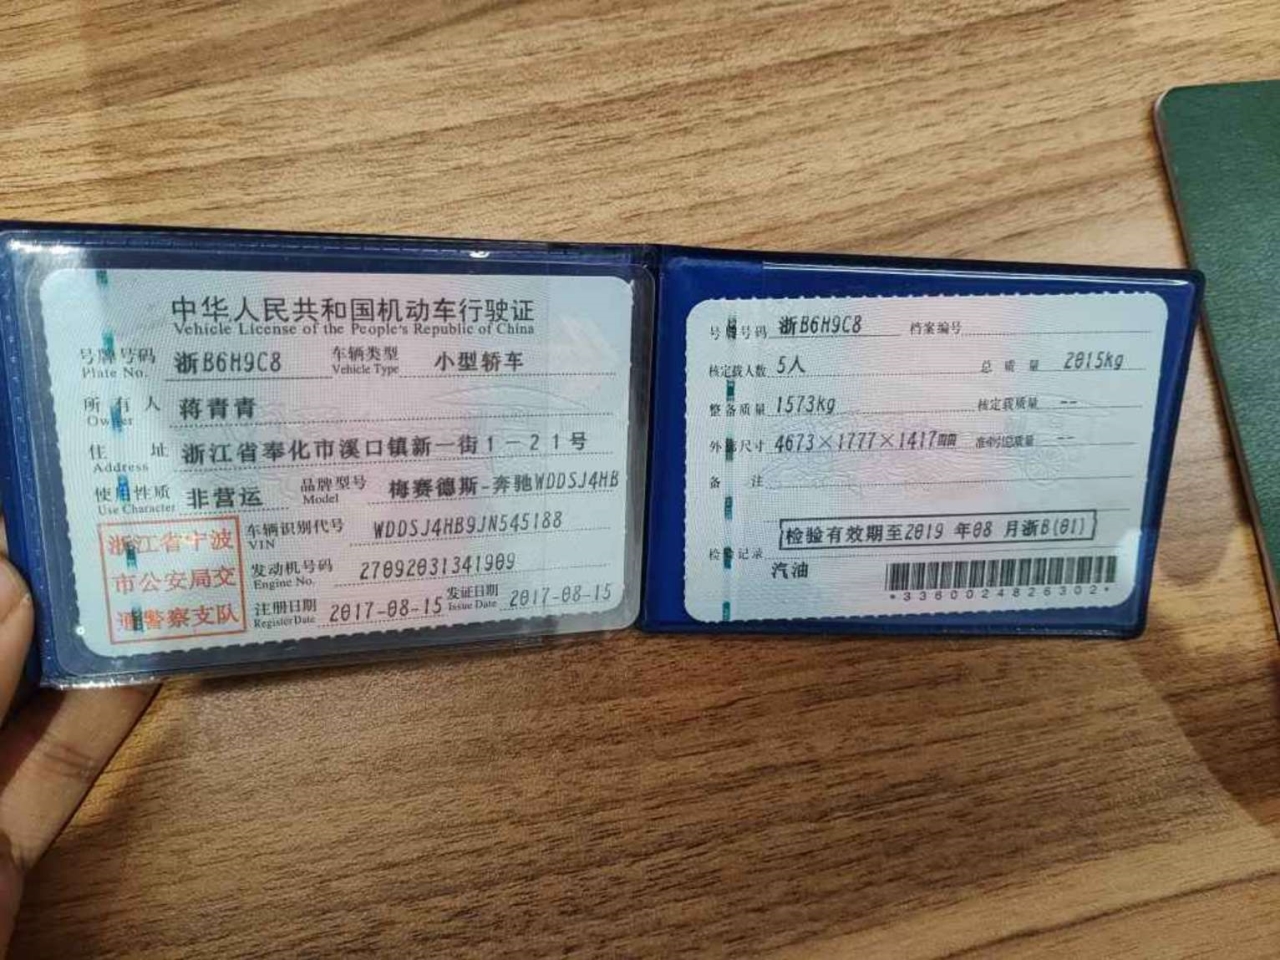 中华人民共和国机动车行驶证
Vehicle License of the People's Republic of China
号牌号码 浙B6H9C8 车辆类型 小型轿车
Plate No. Vehicle Type
所有人 蒋青青
Owner
住址 浙江省奉化市溪口镇新一街1-21号
Address
使用性质 非营运 品牌型号 梅赛德斯-奔驰WDDSJ4HB
Use Character Model
浙江省宁波
市公安局交
通警察支队
车辆识别代号 WDDSJ4HB9JN545188
VIN
发动机号码 27092031341909
Engine No.
注册日期 2017-08-15 发证日期 2017-08-15
Register Date Issue Date
号牌号码 浙B6H9C8 档案编号
核定载人数 5人 总质量 2015kg
整备质量 1573kg 核定载质量 --
外廓尺寸 4673×1777×1417mm 准牵引总质量 --
备注
检验有效期至2019年08月浙B(01)
检验记录
汽油
*3360024826302*